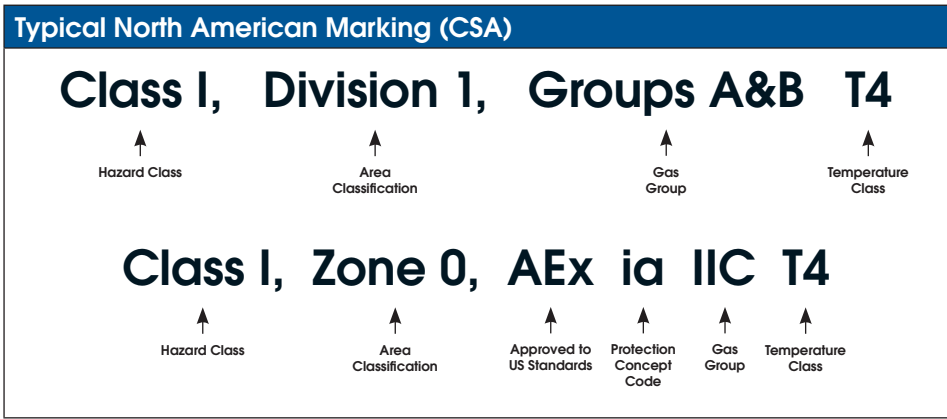 Typical North American Marking (CSA)
Class I, Division 1, Groups A&B T4
Hazard Class
Area
Classification
Gas
Group
Temperature
Class
Class I, Zone 0, AEx ia IIC T4
Hazard Class
Area
Classification
Approved to
US Standards
Protection
Concept
Code
Gas
Group
Temperature
Class